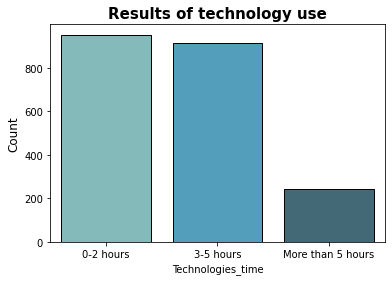 Results of technology use
Count
800
600
400
200
0
0-2 hours
3-5 hours
More than 5 hours
Technologies_time